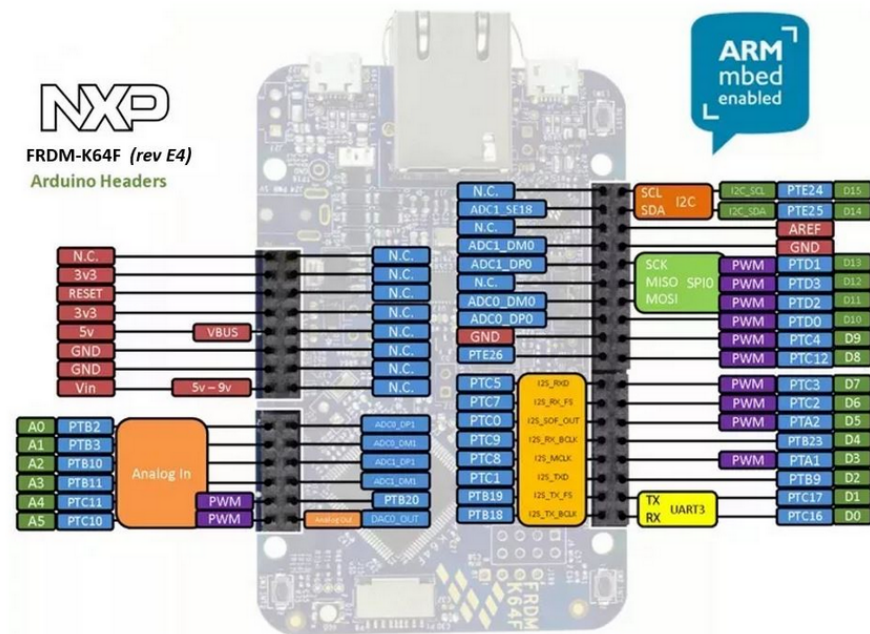 NXP
FRDM-K64F (rev E4)
Arduino Headers
ARM
mbed
enabled
N.C.
3v3
RESET
3v3
5v VBUS
GND
GND
Vin 5v – 9v
N.C.
N.C.
N.C.
N.C.
N.C.
N.C.
N.C.
N.C.
A0 PTB2
A1 PTB3
A2 PTB10
A3 PTB11
A4 PTC11 PWM
A5 PTC10 PWM
Analog In
ADC0_DP1
ADC0_DM1
ADC1_DP1
ADC1_DM1
PTB20
Analog Out DAC0_OUT
N.C.
ADC1_SE18
N.C.
ADC1_DM0
ADC1_DP0
N.C.
ADC0_DM0
ADC0_DP0
GND
PTE26
SCL
SDA
I2C
I2C_SCL PTE24 D15
I2C_SDA PTE25 D14
AREF
GND
SCK
MISO SPI0
MOSI
PWM PTD1 D13
PWM PTD3 D12
PWM PTD2 D11
PWM PTD0 D10
PWM PTC4 D9
PWM PTC12 D8
PTC5 I2S_RXD
PTC7 I2S_RX_FS
PTC0 I2S_SOF_OUT
PTC9 I2S_RX_BCLK
PTC8 I2S_MCLK
PTC1 I2S_TXD
PTB19 I2S_TX_FS
PTB18 I2S_TX_BCLK
PWM PTC3 D7
PWM PTC2 D6
PWM PTA2 D5
PTB23 D4
PWM PTA1 D3
PTB9 D2
TX
RX
UART3
PTC17 D1
PTC16 D0
FRDM
K64F